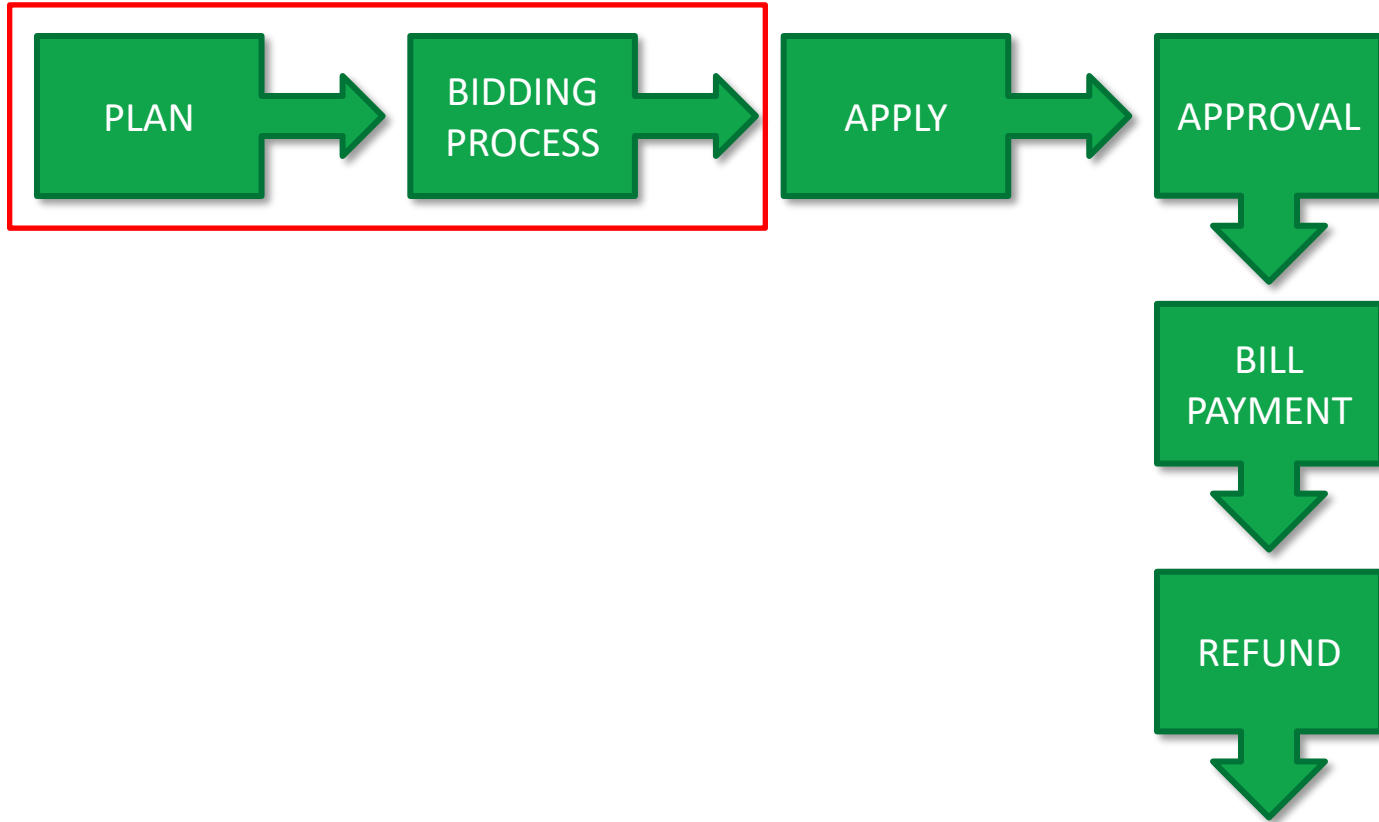 PLAN
BIDDING
PROCESS
APPLY
APPROVAL
BILL
PAYMENT
REFUND